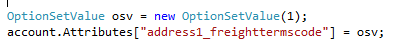 OptionSetValue osv = new OptionSetValue(1);
account.Attributes["address1_freighttermscode"] = osv;